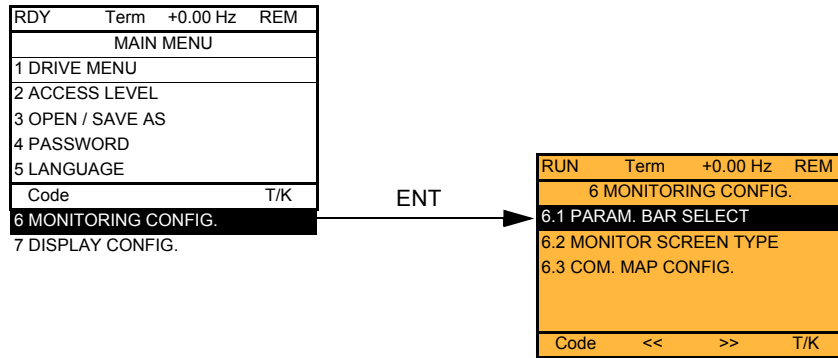 RDY Term +0.00 Hz REM
MAIN MENU
1 DRIVE MENU
2 ACCESS LEVEL
3 OPEN / SAVE AS
4 PASSWORD
5 LANGUAGE
Code T/K
6 MONITORING CONFIG.
7 DISPLAY CONFIG.
ENT
RUN Term +0.00 Hz REM
6 MONITORING CONFIG.
6.1 PARAM. BAR SELECT
6.2 MONITOR SCREEN TYPE
6.3 COM. MAP CONFIG.
Code << >> T/K